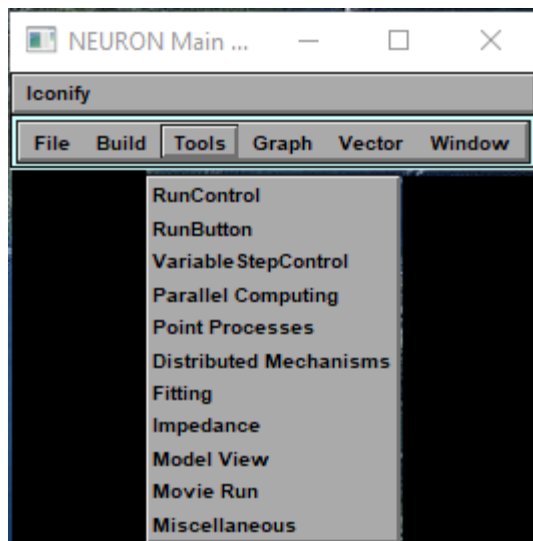 NEURON Main ...
Iconify
File Build Tools Graph Vector Window
RunControl
RunButton
VariableStepControl
Parallel Computing
Point Processes
Distributed Mechanisms
Fitting
Impedance
Model View
Movie Run
Miscellaneous